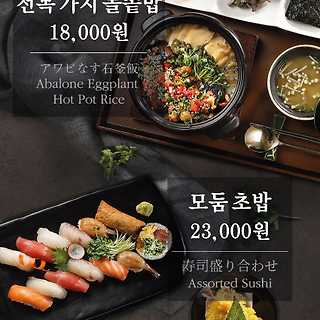 전복 가지 솥밥
18,000원
アワビなす石釜飯
Abalone Eggplant
Hot Pot Rice
모둠 초밥
23,000원
寿司盛り合わせ
Assorted Sushi